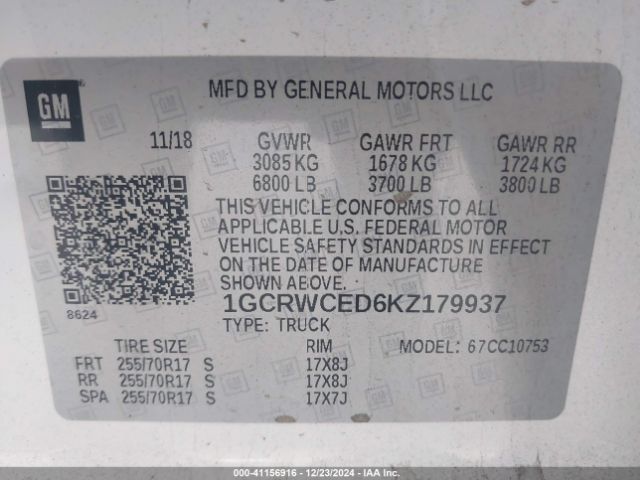 GM
MFD BY GENERAL MOTORS LLC
11/18 GVWR GAWR FRT GAWR RR
3085 KG 1678 KG 1724 KG
6800 LB 3700 LB 3800 LB
THIS VEHICLE CONFORMS TO ALL
APPLICABLE U.S. FEDERAL MOTOR
VEHICLE SAFETY STANDARDS IN EFFECT
ON THE DATE OF MANUFACTURE
SHOWN ABOVE.
8624
1GCRWCED6KZ179937
TYPE: TRUCK
TIRE SIZE RIM MODEL: 67CC10753
FRT 255/70R17 S 17X8J
RR 255/70R17 S 17X8J
SPA 255/70R17 S 17X7J
000-41156916 - 12/23/2024 - IAA Inc.